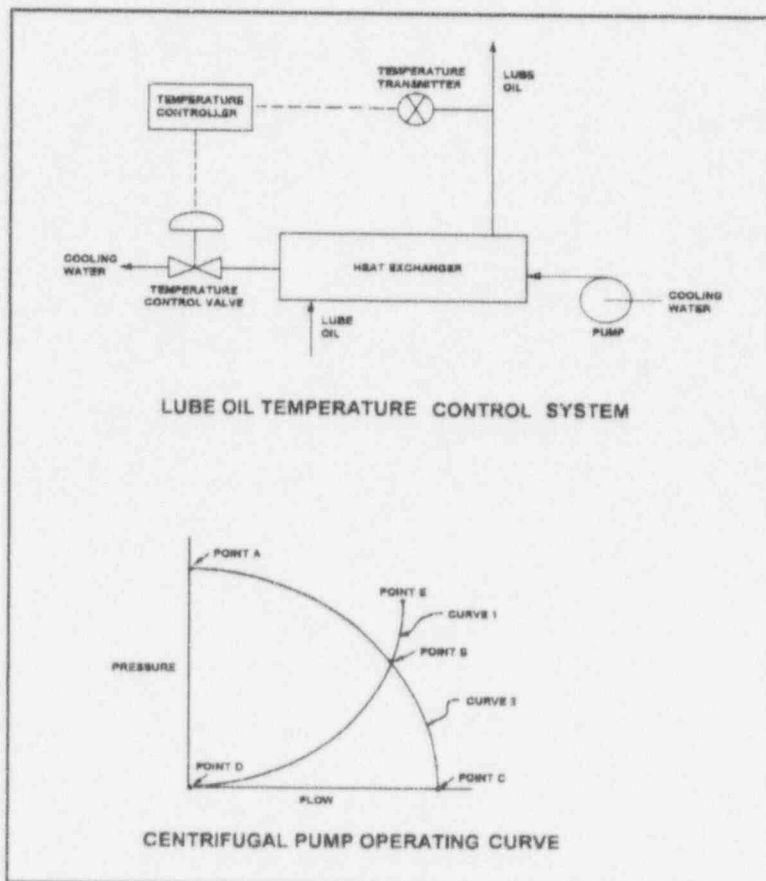 TEMPERATURE
TRANSMITTER
LUBE
OIL
TEMPERATURE
CONTROLLER
HEAT EXCHANGER
COOLING
WATER
TEMPERATURE
CONTROL VALVE
LUBE
OIL
PUMP
COOLING
WATER
LUBE OIL TEMPERATURE CONTROL SYSTEM
POINT A
POINT E
CURVE 1
POINT B
PRESSURE
CURVE 2
POINT D
POINT C
FLOW
CENTRIFUGAL PUMP OPERATING CURVE